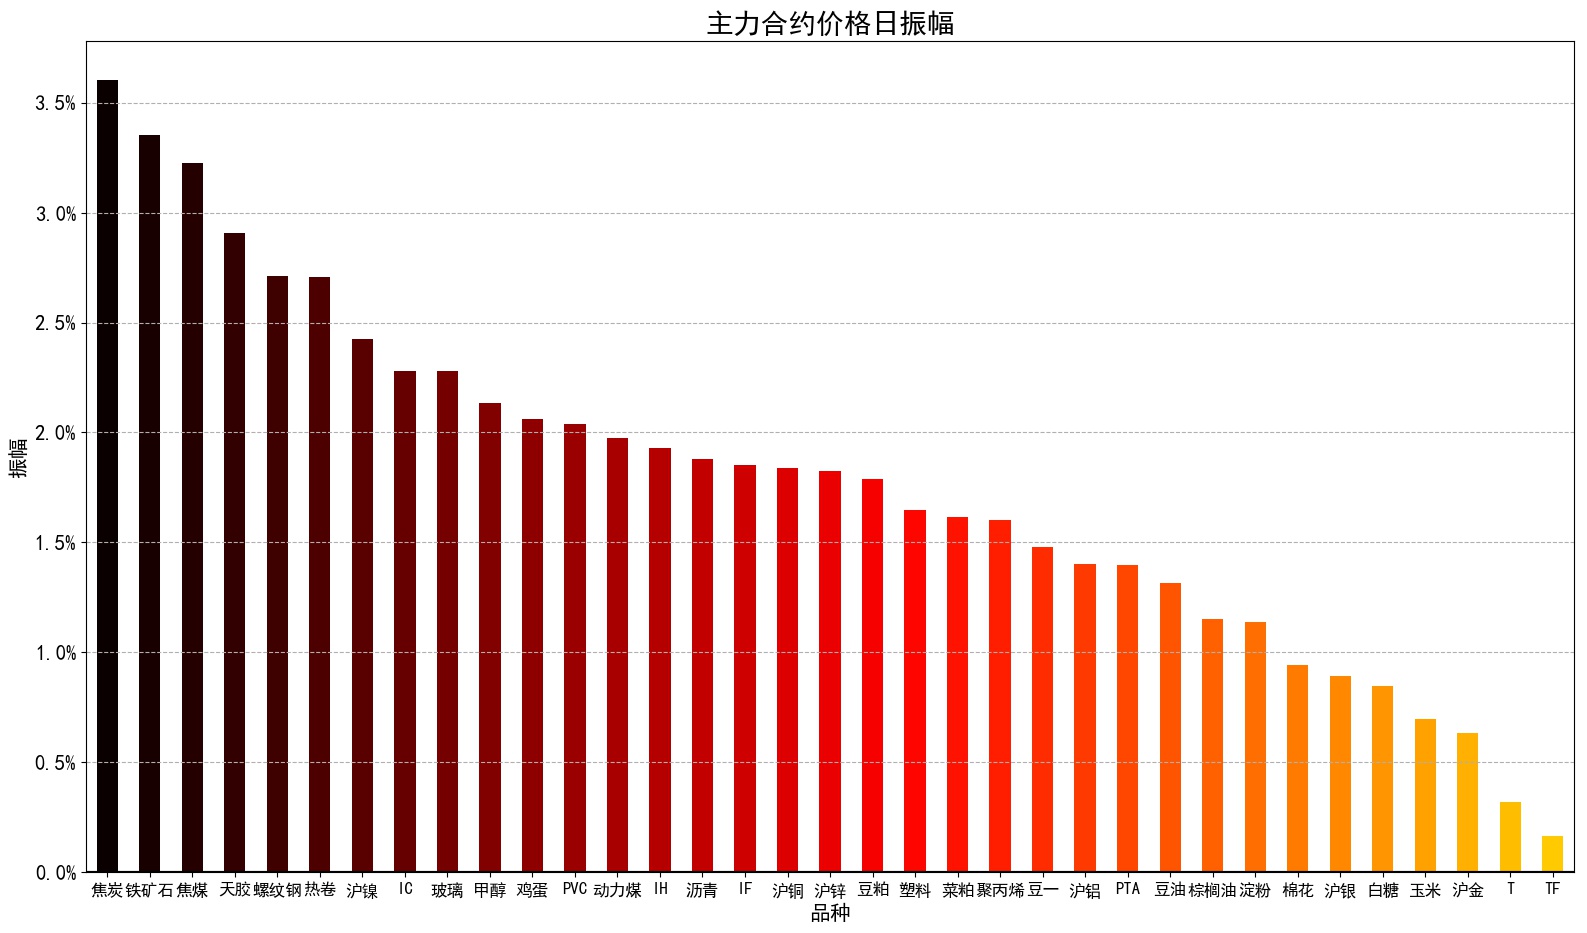 主力合约价格日振幅
振幅
3.5%
3.0%
2.5%
2.0%
1.5%
1.0%
0.5%
0.0%
焦炭 铁矿石 焦煤 天胶 螺纹钢 热卷 沪镍 IC 玻璃 甲醇 鸡蛋 PVC 动力煤 IH 沥青 IF 沪铜 沪锌 豆粕 塑料 菜粕 聚丙烯 豆一 沪铝 PTA 豆油 棕榈油 淀粉 棉花 沪银 白糖 玉米 沪金 T TF
品种